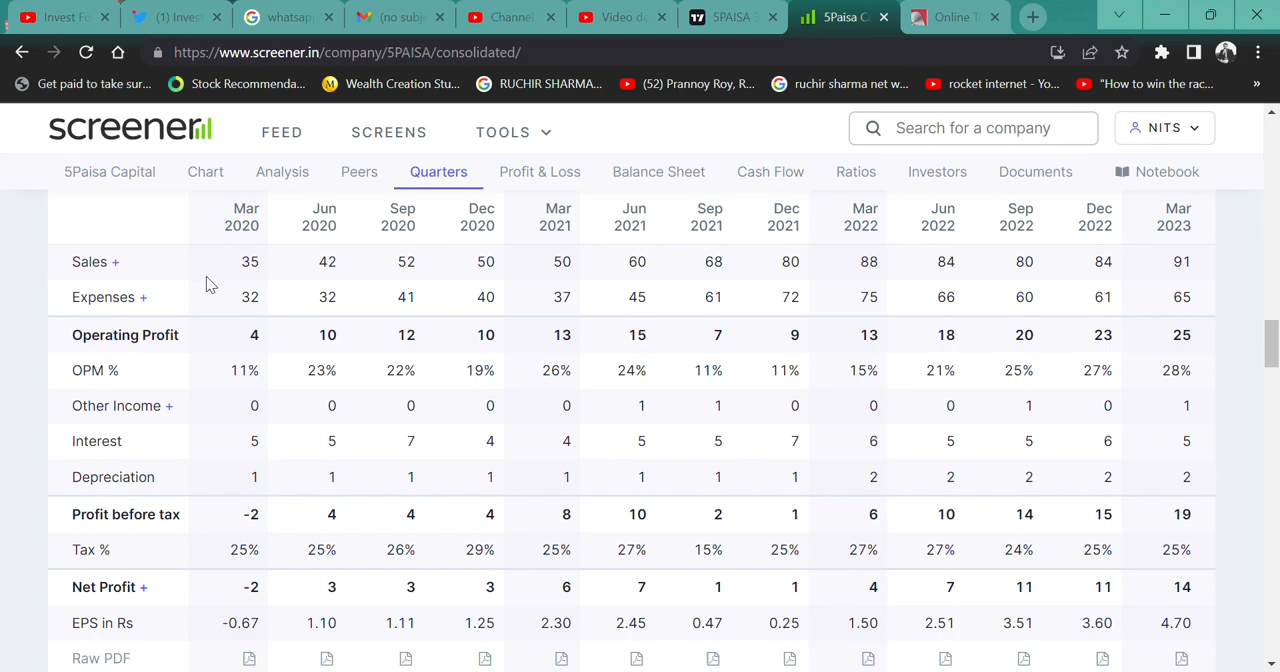 Invest Fo
(1) Invest
whatsap
(no subj
Channel
Video de
5PAISA 3
5Paisa Ca
Online T
https://www.screener.in/company/5PAISA/consolidated/
Get paid to take sur... Stock Recommenda... Wealth Creation Stu... RUCHIR SHARMA... (52) Prannoy Roy, R... ruchir sharma net w... rocket internet - Yo... "How to win the rac... »
screener FEED SCREENS TOOLS Search for a company NITS
5Paisa Capital Chart Analysis Peers Quarters Profit & Loss Balance Sheet Cash Flow Ratios Investors Documents Notebook
Mar Jun Sep Dec Mar Jun Sep Dec Mar Jun Sep Dec Mar
2020 2020 2020 2020 2021 2021 2021 2021 2022 2022 2022 2022 2023
Sales + 35 42 52 50 50 60 68 80 88 84 80 84 91
Expenses + 32 32 41 40 37 45 61 72 75 66 60 61 65
Operating Profit 4 10 12 10 13 15 7 9 13 18 20 23 25
OPM % 11% 23% 22% 19% 26% 24% 11% 11% 15% 21% 25% 27% 28%
Other Income + 0 0 0 0 0 1 1 0 0 0 1 0 1
Interest 5 5 7 4 4 5 5 7 6 5 5 6 5
Depreciation 1 1 1 1 1 1 1 1 2 2 2 2 2
Profit before tax -2 4 4 4 8 10 2 1 6 10 14 15 19
Tax % 25% 25% 26% 29% 25% 27% 15% 25% 27% 27% 24% 25% 25%
Net Profit + -2 3 3 3 6 7 1 1 4 7 11 11 14
EPS in Rs -0.67 1.10 1.11 1.25 2.30 2.45 0.47 0.25 1.50 2.51 3.51 3.60 4.70
Raw PDF